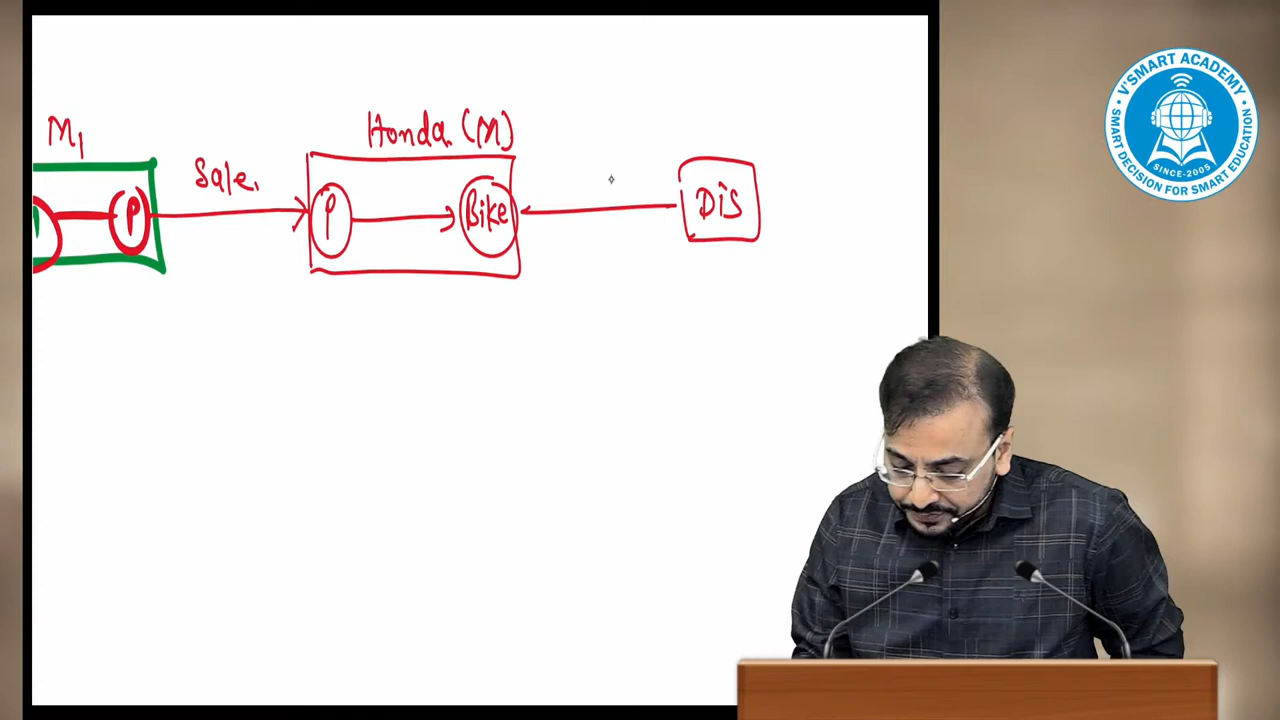 M1
Sale.
Honda (M)
P
P
Bike
Dis
V'SMART ACADEMY
SMART DECISION FOR SMART EDUCATION
SINCE-2005